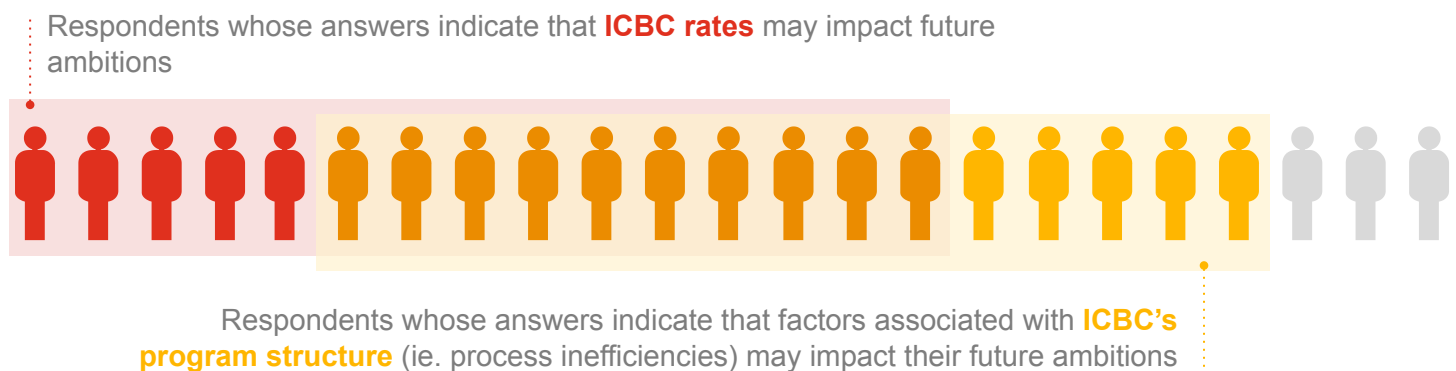 Respondents whose answers indicate that ICBC rates may impact future
ambitions
Respondents whose answers indicate that factors associated with ICBC's
program structure (ie. process inefficiencies) may impact their future ambitions